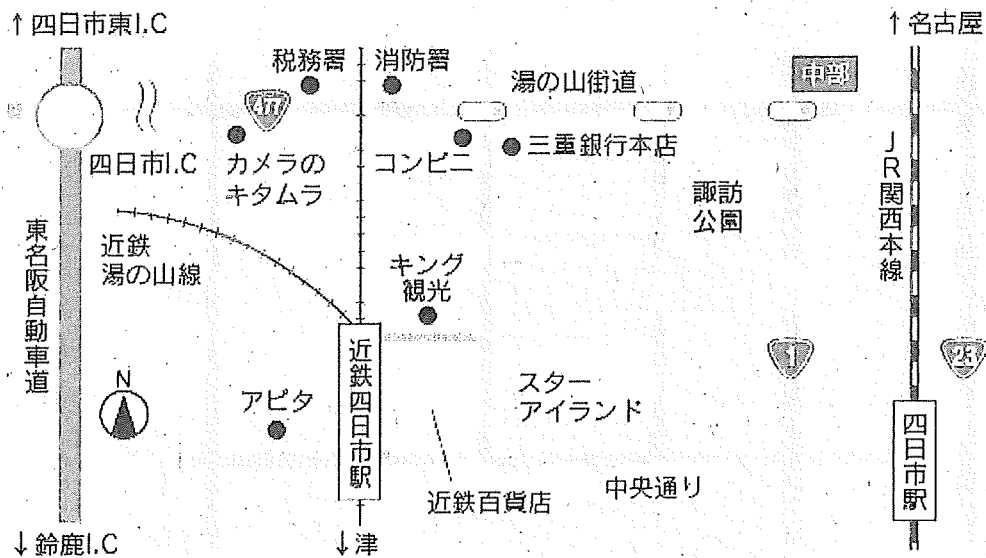 ↑四日市東I.C
↑名古屋
税務署
消防署
湯の山街道
中部
477
四日市I.C
カメラの
キタムラ
コンビニ
三重銀行本店
諏訪
公園
JR関西本線
東名阪自動車道
近鉄
湯の山線
キング
観光
1
23
N
アピタ
近鉄四日市駅
スター
アイランド
四日市駅
近鉄百貨店
中央通り
↓鈴鹿I.C
↓津